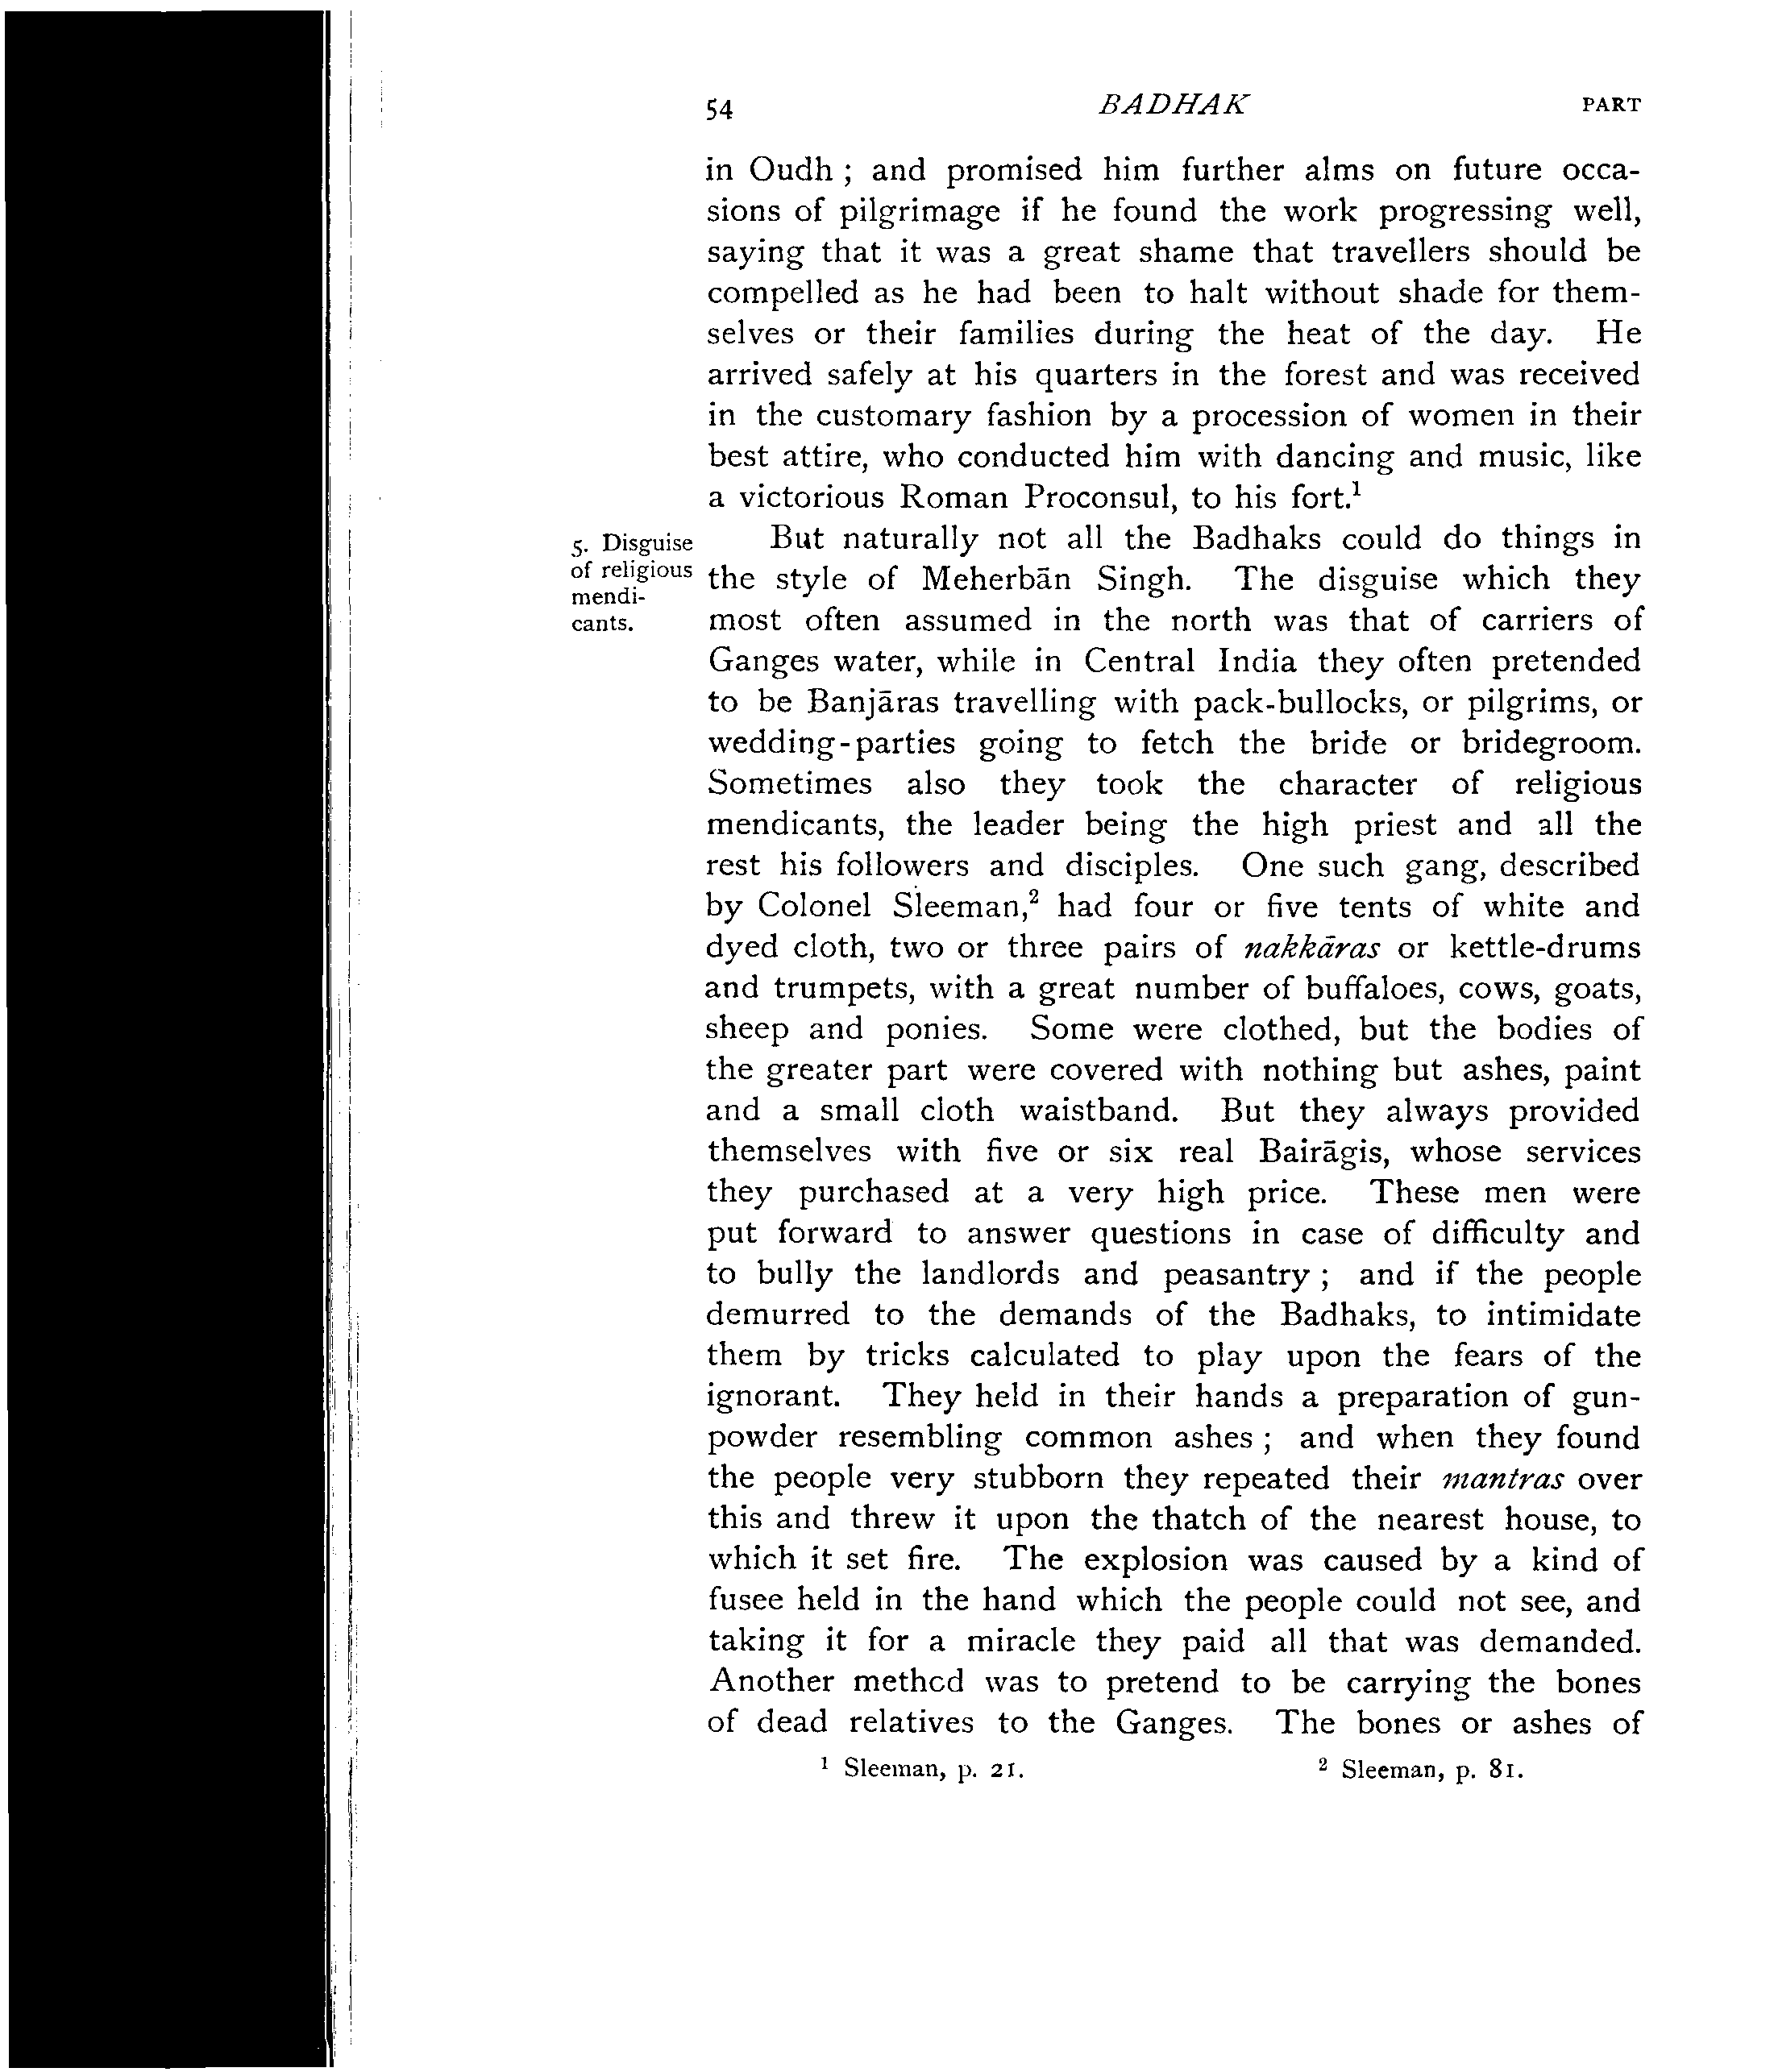 54 BADHAK PART
in Oudh ; and promised him further alms on future occa-
sions of pilgrimage if he found the work progressing well,
saying that it was a great shame that travellers should be
compelled as he had been to halt without shade for them-
selves or their families during the heat of the day. He
arrived safely at his quarters in the forest and was received
in the customary fashion by a procession of women in their
best attire, who conducted him with dancing and music, like
a victorious Roman Proconsul, to his fort.¹
5. Disguise
of religious
mendi-
cants.
But naturally not all the Badhaks could do things in
the style of Meherbān Singh. The disguise which they
most often assumed in the north was that of carriers of
Ganges water, while in Central India they often pretended
to be Banjāras travelling with pack-bullocks, or pilgrims, or
wedding-parties going to fetch the bride or bridegroom.
Sometimes also they took the character of religious
mendicants, the leader being the high priest and all the
rest his followers and disciples. One such gang, described
by Colonel Sleeman,² had four or five tents of white and
dyed cloth, two or three pairs of nakkāras or kettle-drums
and trumpets, with a great number of buffaloes, cows, goats,
sheep and ponies. Some were clothed, but the bodies of
the greater part were covered with nothing but ashes, paint
and a small cloth waistband. But they always provided
themselves with five or six real Bairāgis, whose services
they purchased at a very high price. These men were
put forward to answer questions in case of difficulty and
to bully the landlords and peasantry ; and if the people
demurred to the demands of the Badhaks, to intimidate
them by tricks calculated to play upon the fears of the
ignorant. They held in their hands a preparation of gun-
powder resembling common ashes ; and when they found
the people very stubborn they repeated their mantras over
this and threw it upon the thatch of the nearest house, to
which it set fire. The explosion was caused by a kind of
fusee held in the hand which the people could not see, and
taking it for a miracle they paid all that was demanded.
Another method was to pretend to be carrying the bones
of dead relatives to the Ganges. The bones or ashes of
¹ Sleeman, p. 21. ² Sleeman, p. 81.